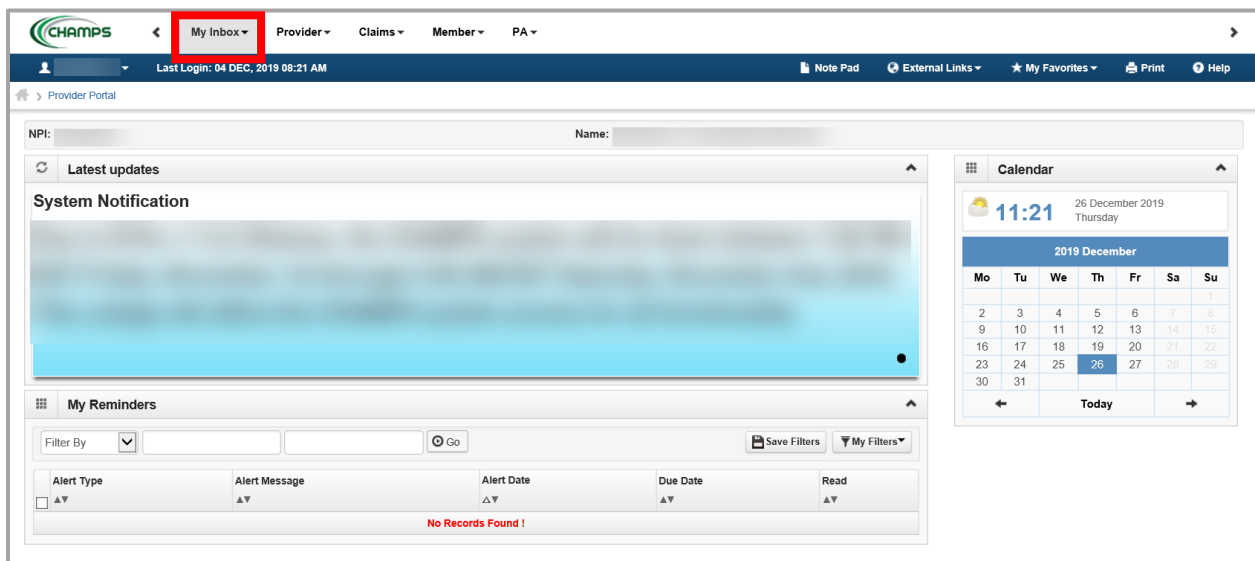 CHAMPS My Inbox Provider Claims Member PA
Last Login: 04 DEC, 2019 08:21 AM Note Pad External Links My Favorites Print Help
Provider Portal
NPI: Name:
Latest updates
System Notification
My Reminders
Filter By Go Save Filters My Filters
Alert Type Alert Message Alert Date Due Date Read
No Records Found !
Calendar
11:21 26 December 2019
Thursday
2019 December
Mo Tu We Th Fr Sa Su
1
2 3 4 5 6 7 8
9 10 11 12 13 14 15
16 17 18 19 20 21 22
23 24 25 26 27 28 29
30 31
Today